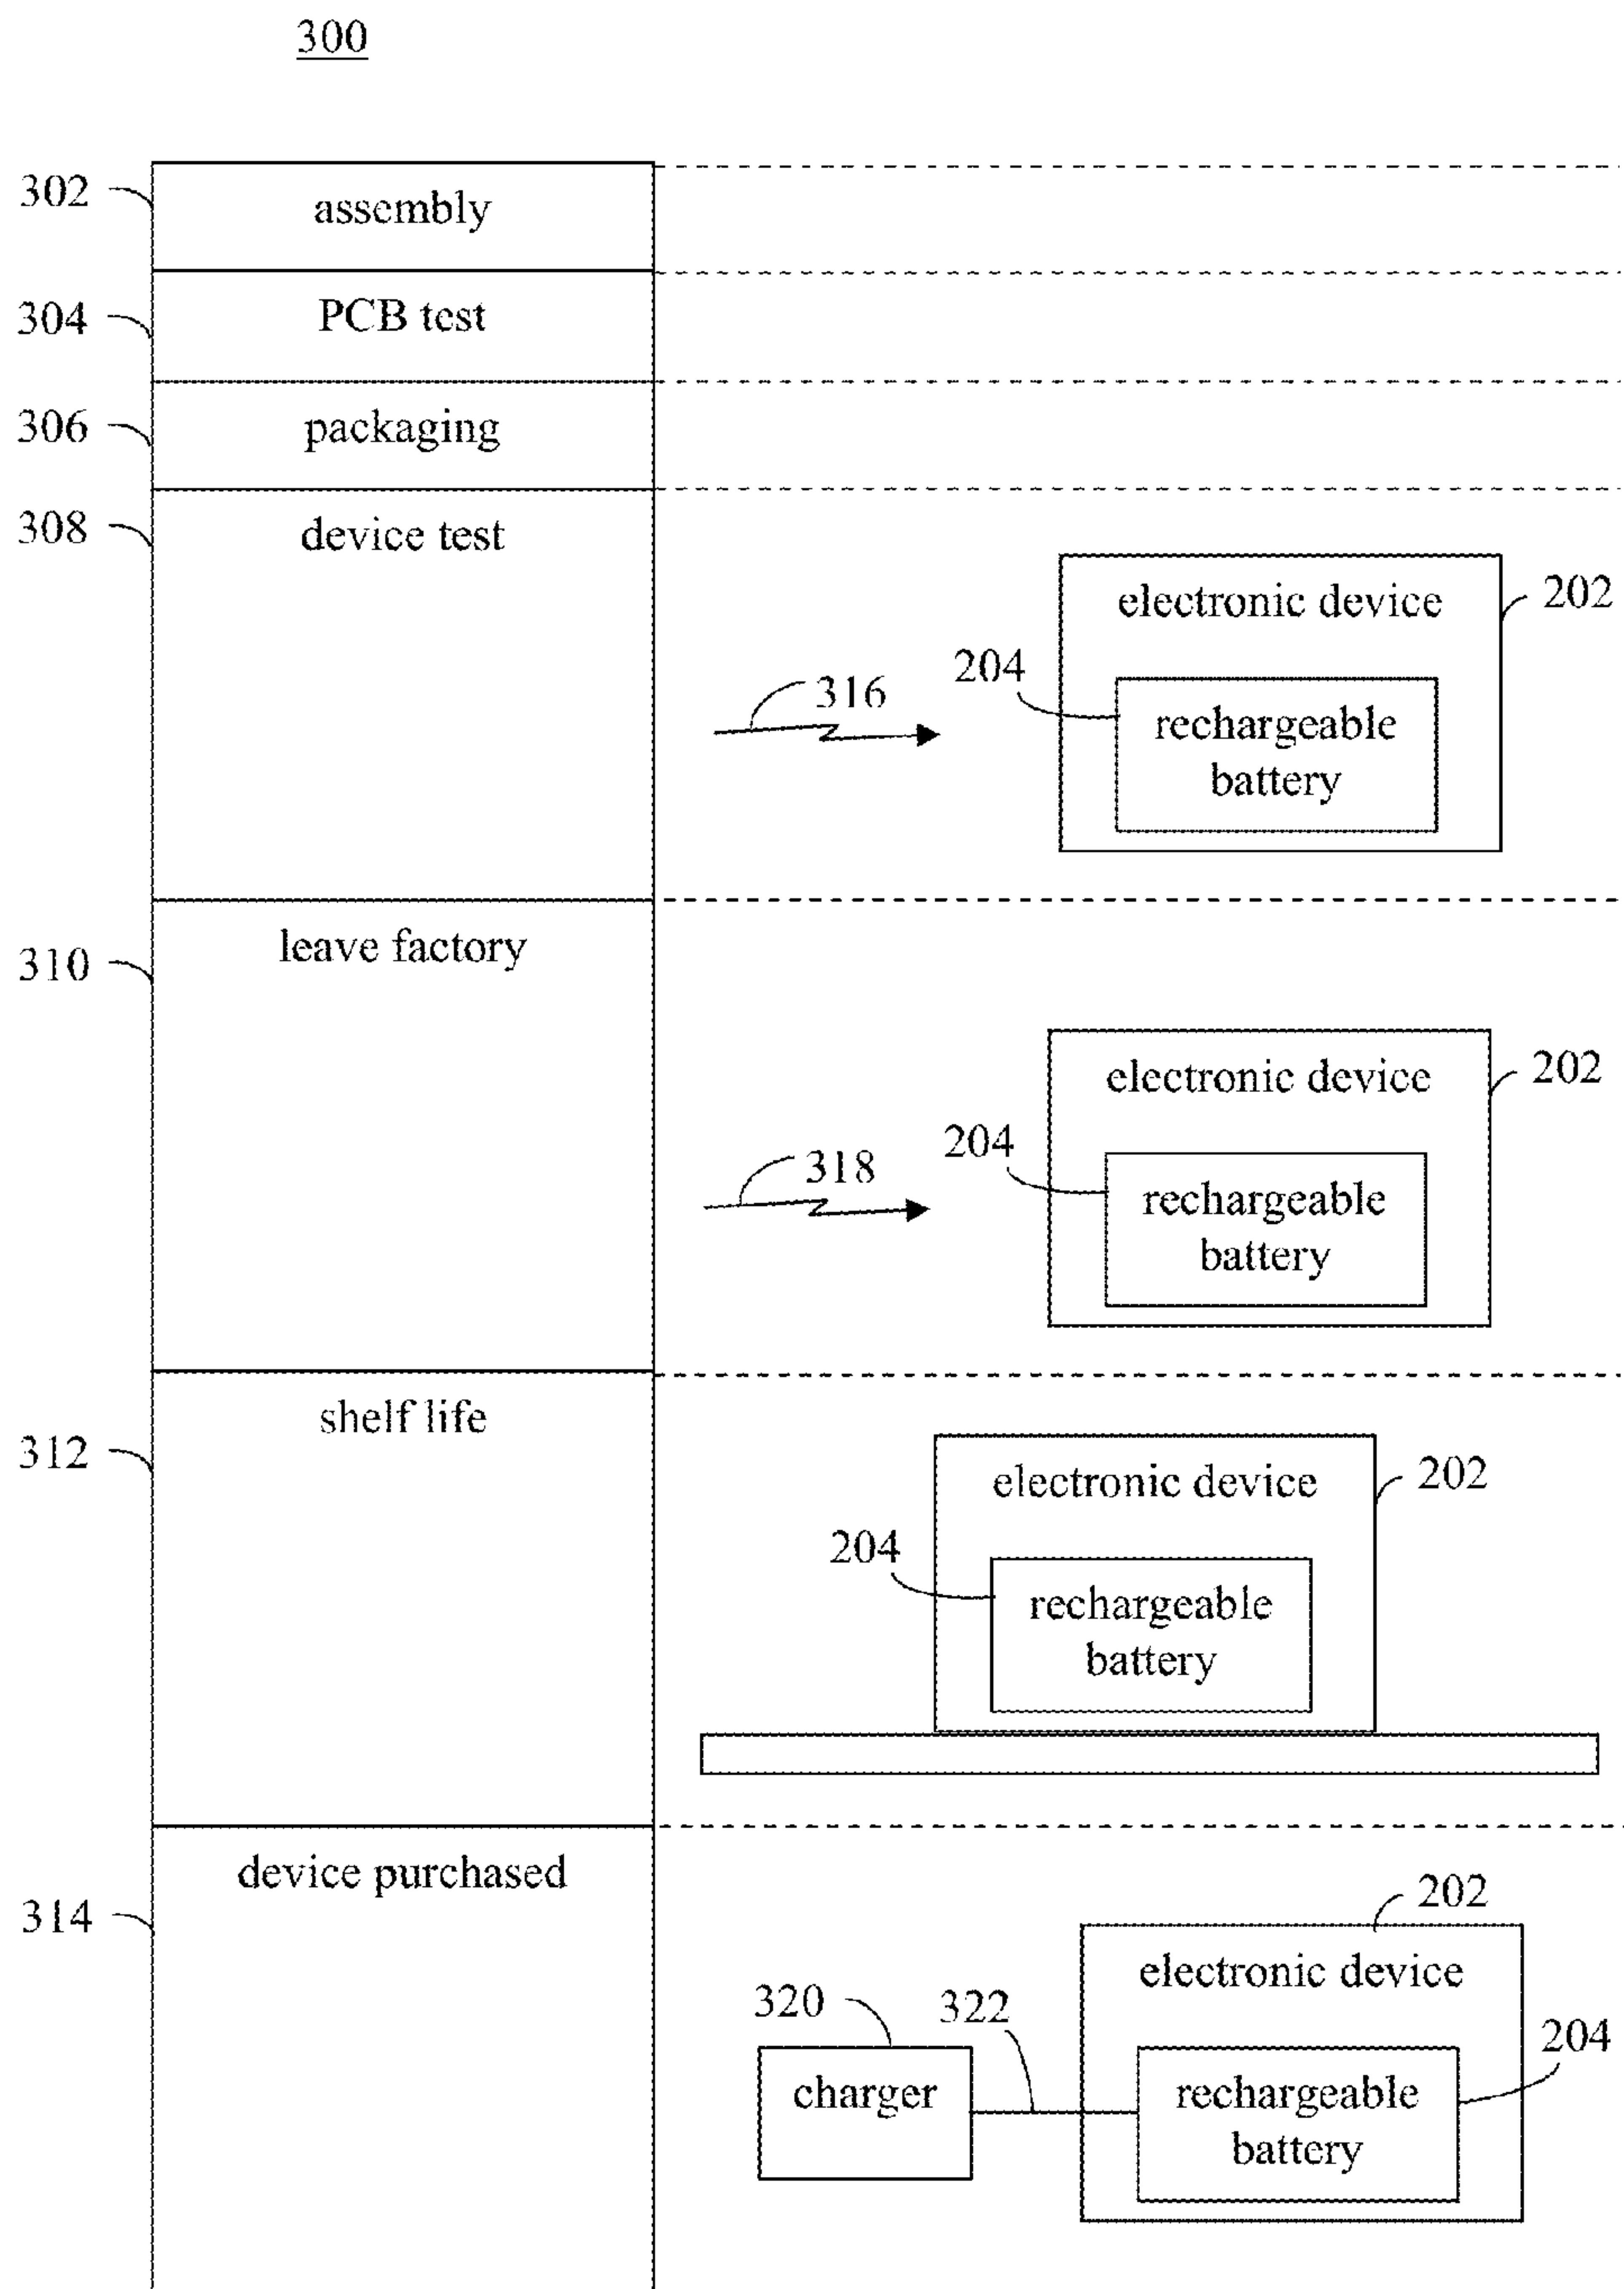 300
302
assembly
304
PCB test
306
packaging
308
device test
electronic device
202
204
316
rechargeable
battery
310
leave factory
electronic device
202
204
318
rechargeable
battery
312
shelf life
electronic device
202
204
rechargeable
battery
314
device purchased
202
electronic device
320
322
204
charger
rechargeable
battery